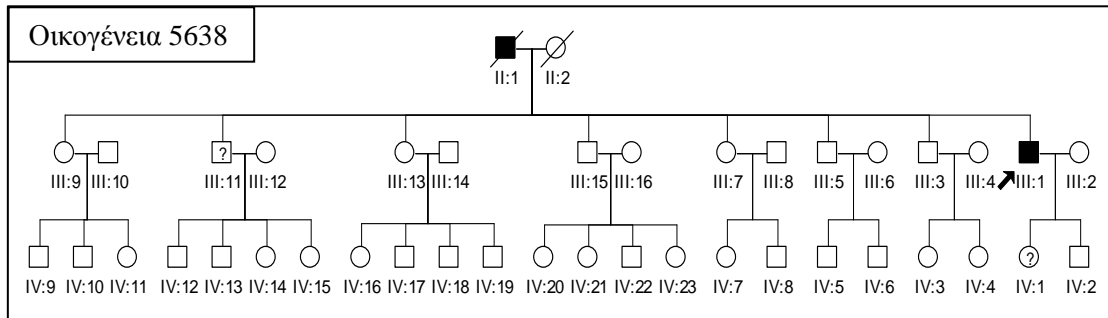 Οικογένεια 5638
II:1 II:2
? 
III:9 III:10 III:11 III:12 III:13 III:14 III:15 III:16 III:7 III:8 III:5 III:6 III:3 III:4 III:1 III:2
?
IV:9 IV:10 IV:11 IV:12 IV:13 IV:14 IV:15 IV:16 IV:17 IV:18 IV:19 IV:20 IV:21 IV:22 IV:23 IV:7 IV:8 IV:5 IV:6 IV:3 IV:4 IV:1 IV:2